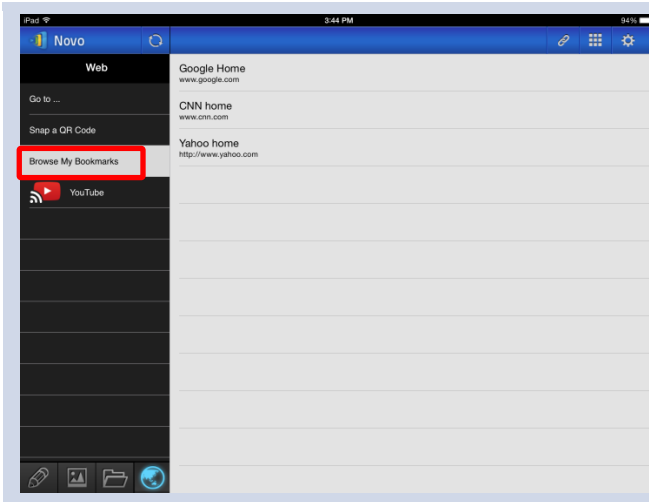 iPad 3:44 PM 94%
Novo
Web
Go to ...
Snap a QR Code
Browse My Bookmarks
YouTube
Google Home
www.google.com
CNN home
www.cnn.com
Yahoo home
http://www.yahoo.com